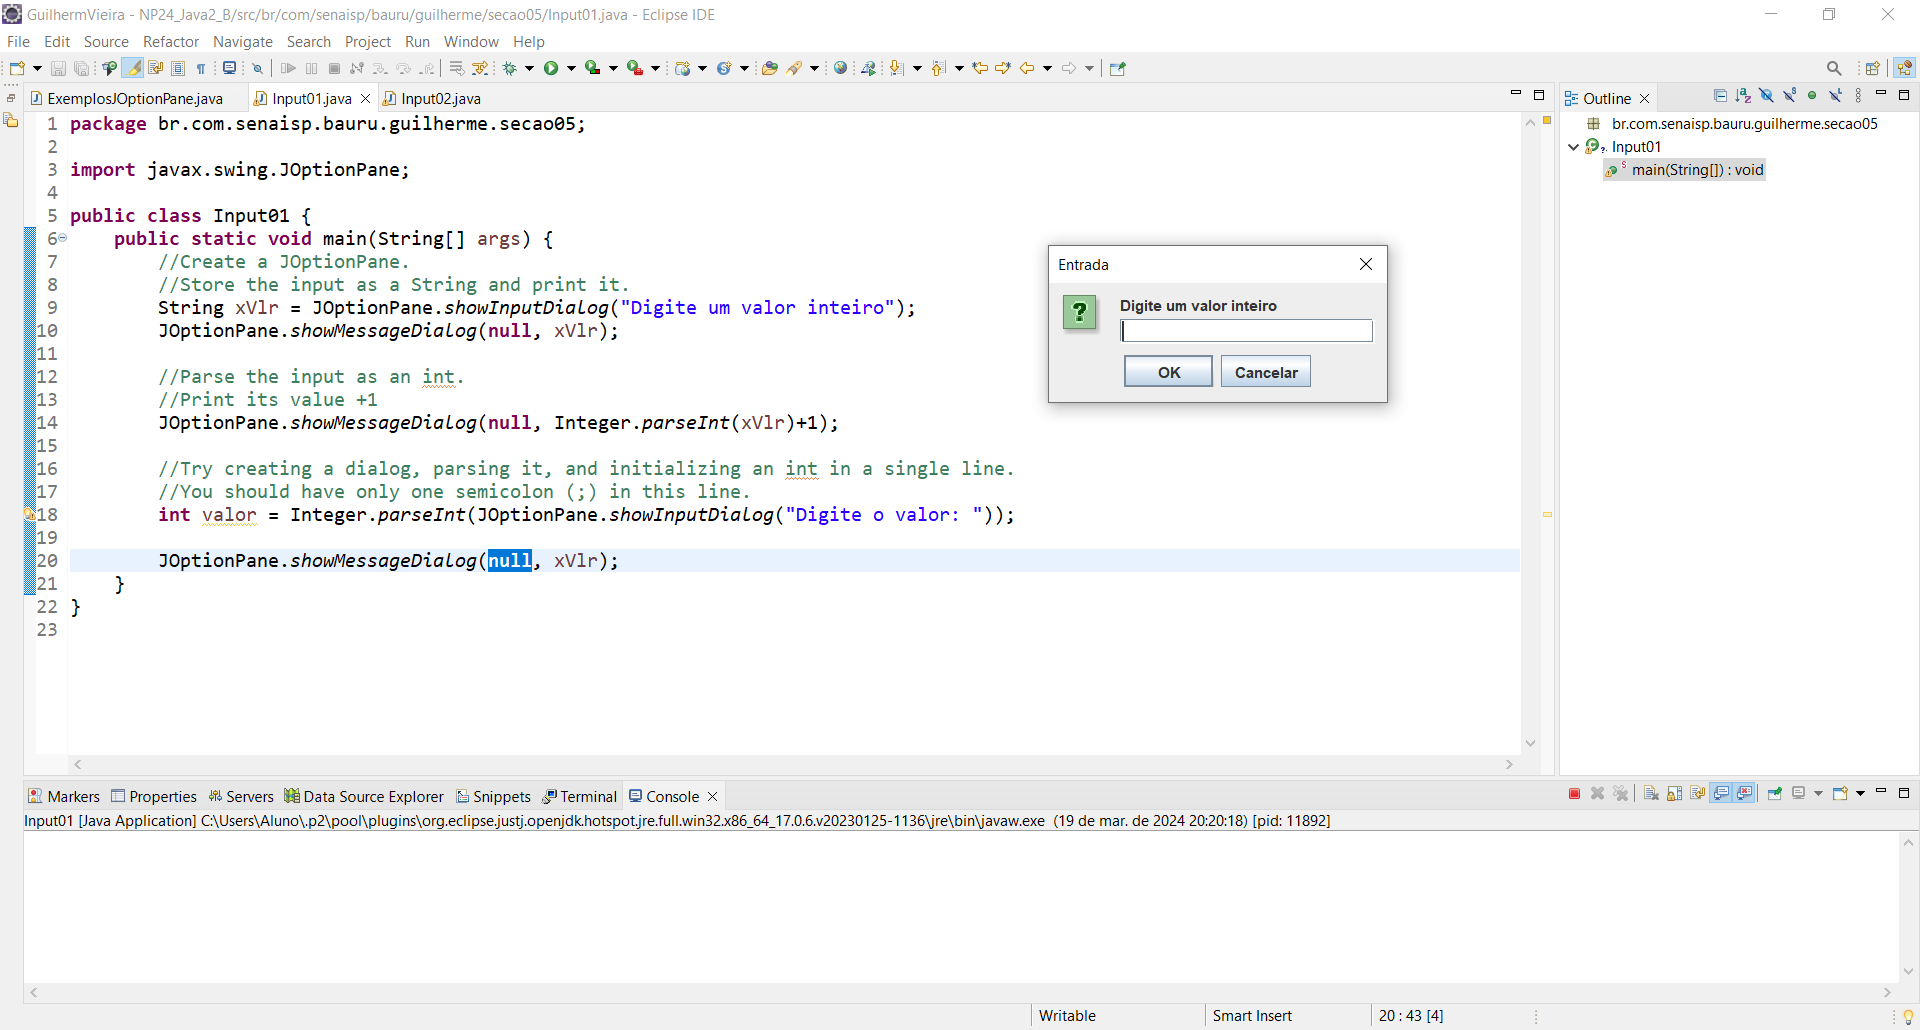 GuilhermVieira - NP24_Java2_B/src/br/com/senaisp/bauru/guilherme/secao05/Input01.java - Eclipse IDE
File Edit Source Refactor Navigate Search Project Run Window Help
ExemplosJOptionPane.java Input01.java Input02.java
1 package br.com.senaisp.bauru.guilherme.secao05;
2
3 import javax.swing.JOptionPane;
4
5 public class Input01 {
6 public static void main(String[] args) {
7 //Create a JOptionPane.
8 //Store the input as a String and print it.
9 String xVlr = JOptionPane.showInputDialog("Digite um valor inteiro");
10 JOptionPane.showMessageDialog(null, xVlr);
11
12 //Parse the input as an int.
13 //Print its value +1
14 JOptionPane.showMessageDialog(null, Integer.parseInt(xVlr)+1);
15
16 //Try creating a dialog, parsing it, and initializing an int in a single line.
17 //You should have only one semicolon (;) in this line.
18 int valor = Integer.parseInt(JOptionPane.showInputDialog("Digite o valor: "));
19
20 JOptionPane.showMessageDialog(null, xVlr);
21 }
22 }
23
Entrada
Digite um valor inteiro
OK Cancelar
Outline
br.com.senaisp.bauru.guilherme.secao05
Input01
main(String[]) : void
Markers Properties Servers Data Source Explorer Snippets Terminal Console
Input01 [Java Application] C:\Users\Aluno\.p2\pool\plugins\org.eclipse.justj.openjdk.hotspot.jre.full.win32.x86_64_17.0.6.v20230125-1136\jre\bin\javaw.exe (19 de mar. de 2024 20:20:18) [pid: 11892]
Writable Smart Insert 20 : 43 [4]